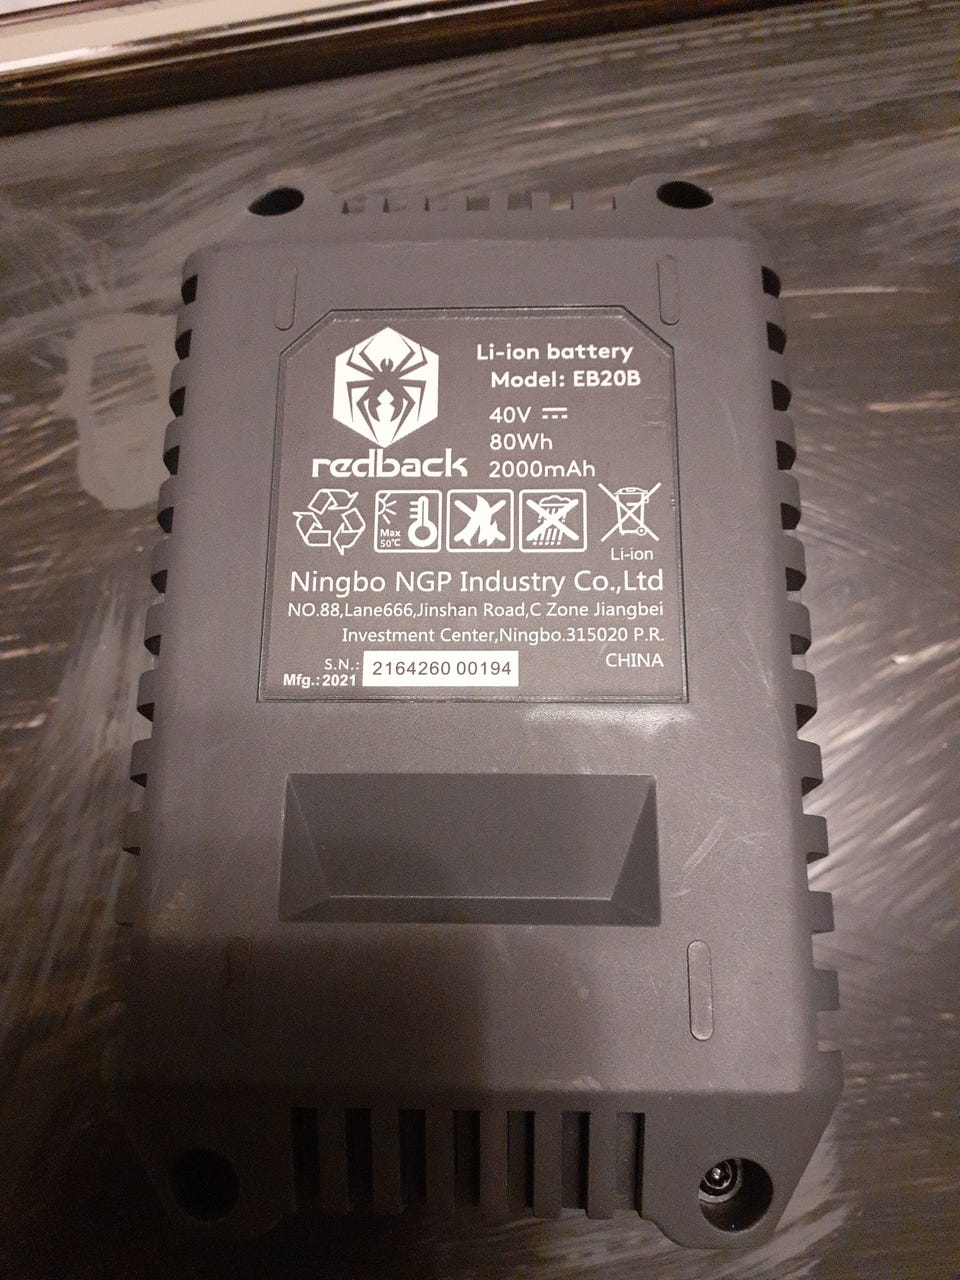 Li-ion battery
Model: EB20B
40V
80Wh
2000mAh
redback
Max
50°C
Li-ion
Ningbo NGP Industry Co.,Ltd
NO.88,Lane666,Jinshan Road,C Zone Jiangbei
Investment Center,Ningbo.315020 P.R.
CHINA
S.N.: 2164260 00194
Mfg.:2021